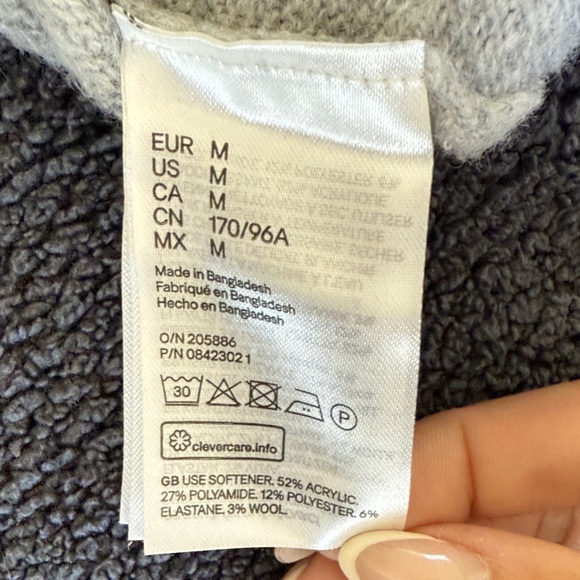 EUR M
US M
CA M
CN 170/96A
MX M
Made in Bangladesh
Fabriqué en Bangladesh
Hecho en Bangladesh
O/N 205886
P/N 08423021
30
P
clevercare.info
GB USE SOFTENER. 52% ACRYLIC.
27% POLYAMIDE. 12% POLYESTER. 6%
ELASTANE. 3% WOOL.